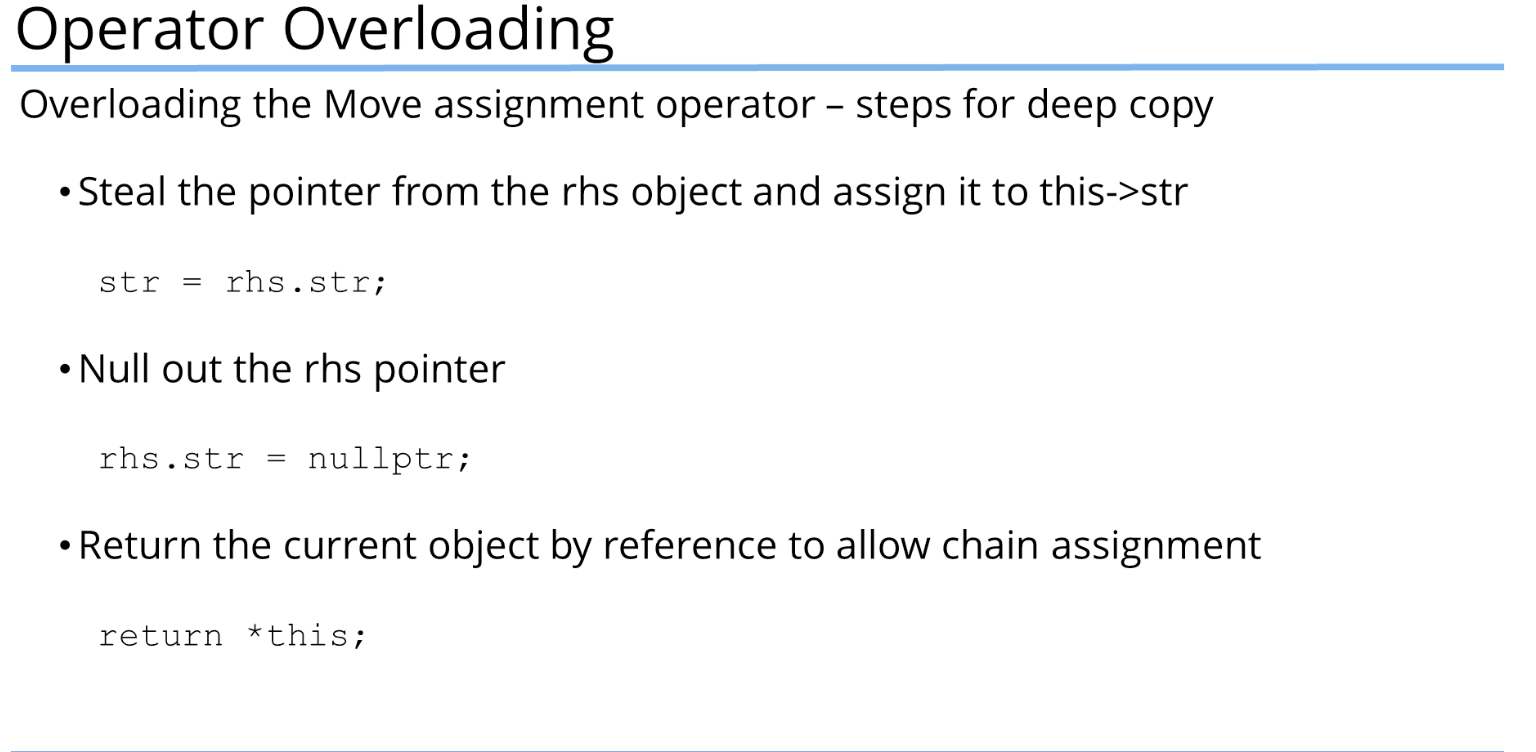 Operator Overloading
Overloading the Move assignment operator – steps for deep copy
• Steal the pointer from the rhs object and assign it to this->str
str = rhs.str;
• Null out the rhs pointer
rhs.str = nullptr;
• Return the current object by reference to allow chain assignment
return *this;